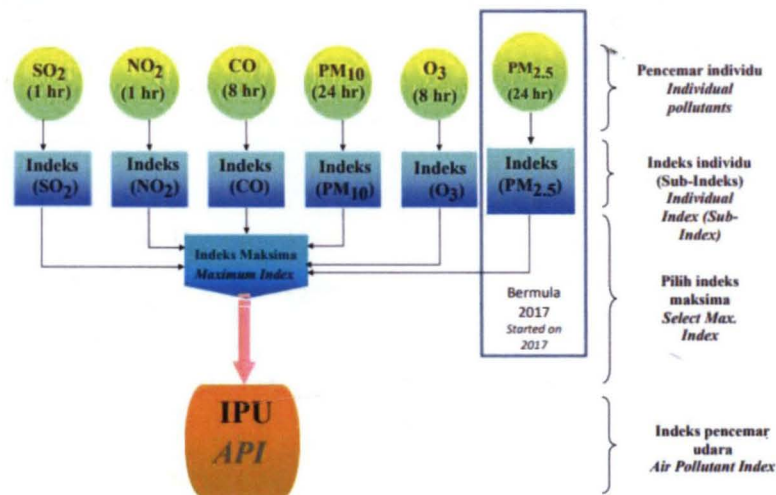 SO2
(1 hr)
NO2
(1 hr)
CO
(8 hr)
PM10
(24 hr)
O3
(8 hr)
PM2.5
(24 hr)
Pencemar individu
Individual
pollutants
Indeks
(SO2)
Indeks
(NO2)
Indeks
(CO)
Indeks
(PM10)
Indeks
(O3)
Indeks
(PM2.5)
Indeks individu
(Sub-Indeks)
Individual
Index (Sub-
Index)
Indeks Maksima
Maximum Index
Bermula
2017
Started on
2017
Pilih indeks
maksima
Select Max.
Index
IPU
API
Indeks pencemar
udara
Air Pollutant Index